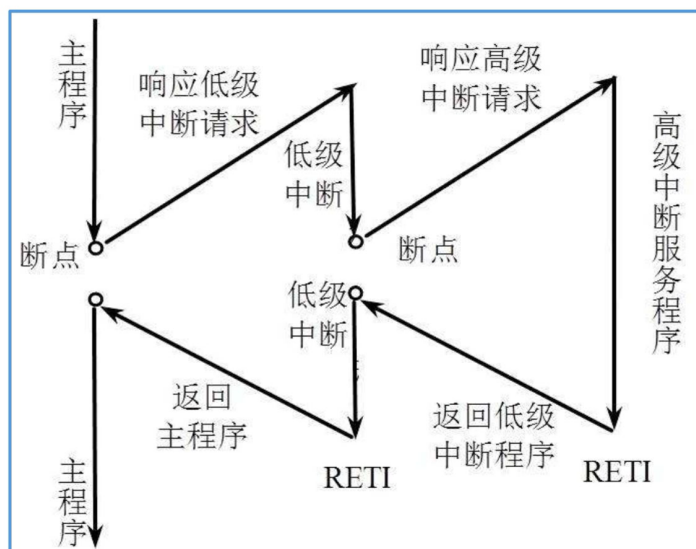 主程序
响应低级
中断请求
低级
中断
响应高级
中断请求
高级中断服务程序
断点
断点
低级
中断
返回
主程序
返回低级
中断程序
主程序
RETI
RETI